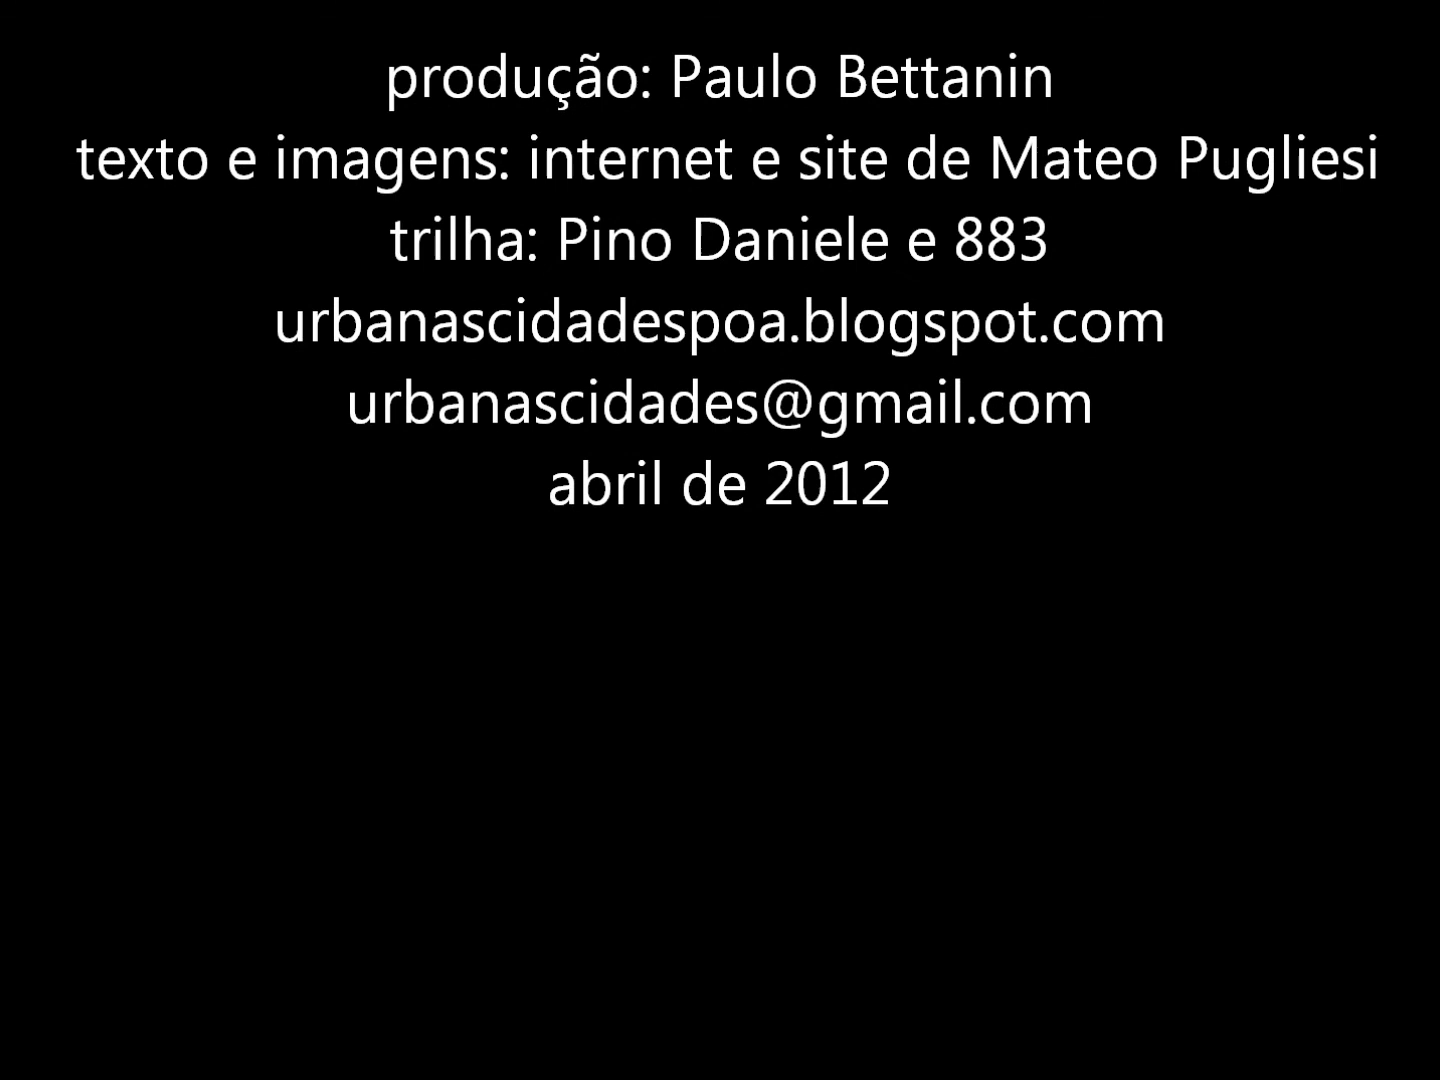 produção: Paulo Bettanin
texto e imagens: internet e site de Mateo Pugliesi
trilha: Pino Daniele e 883
urbanascidadespoa.blogspot.com
urbanascidades@gmail.com
abril de 2012